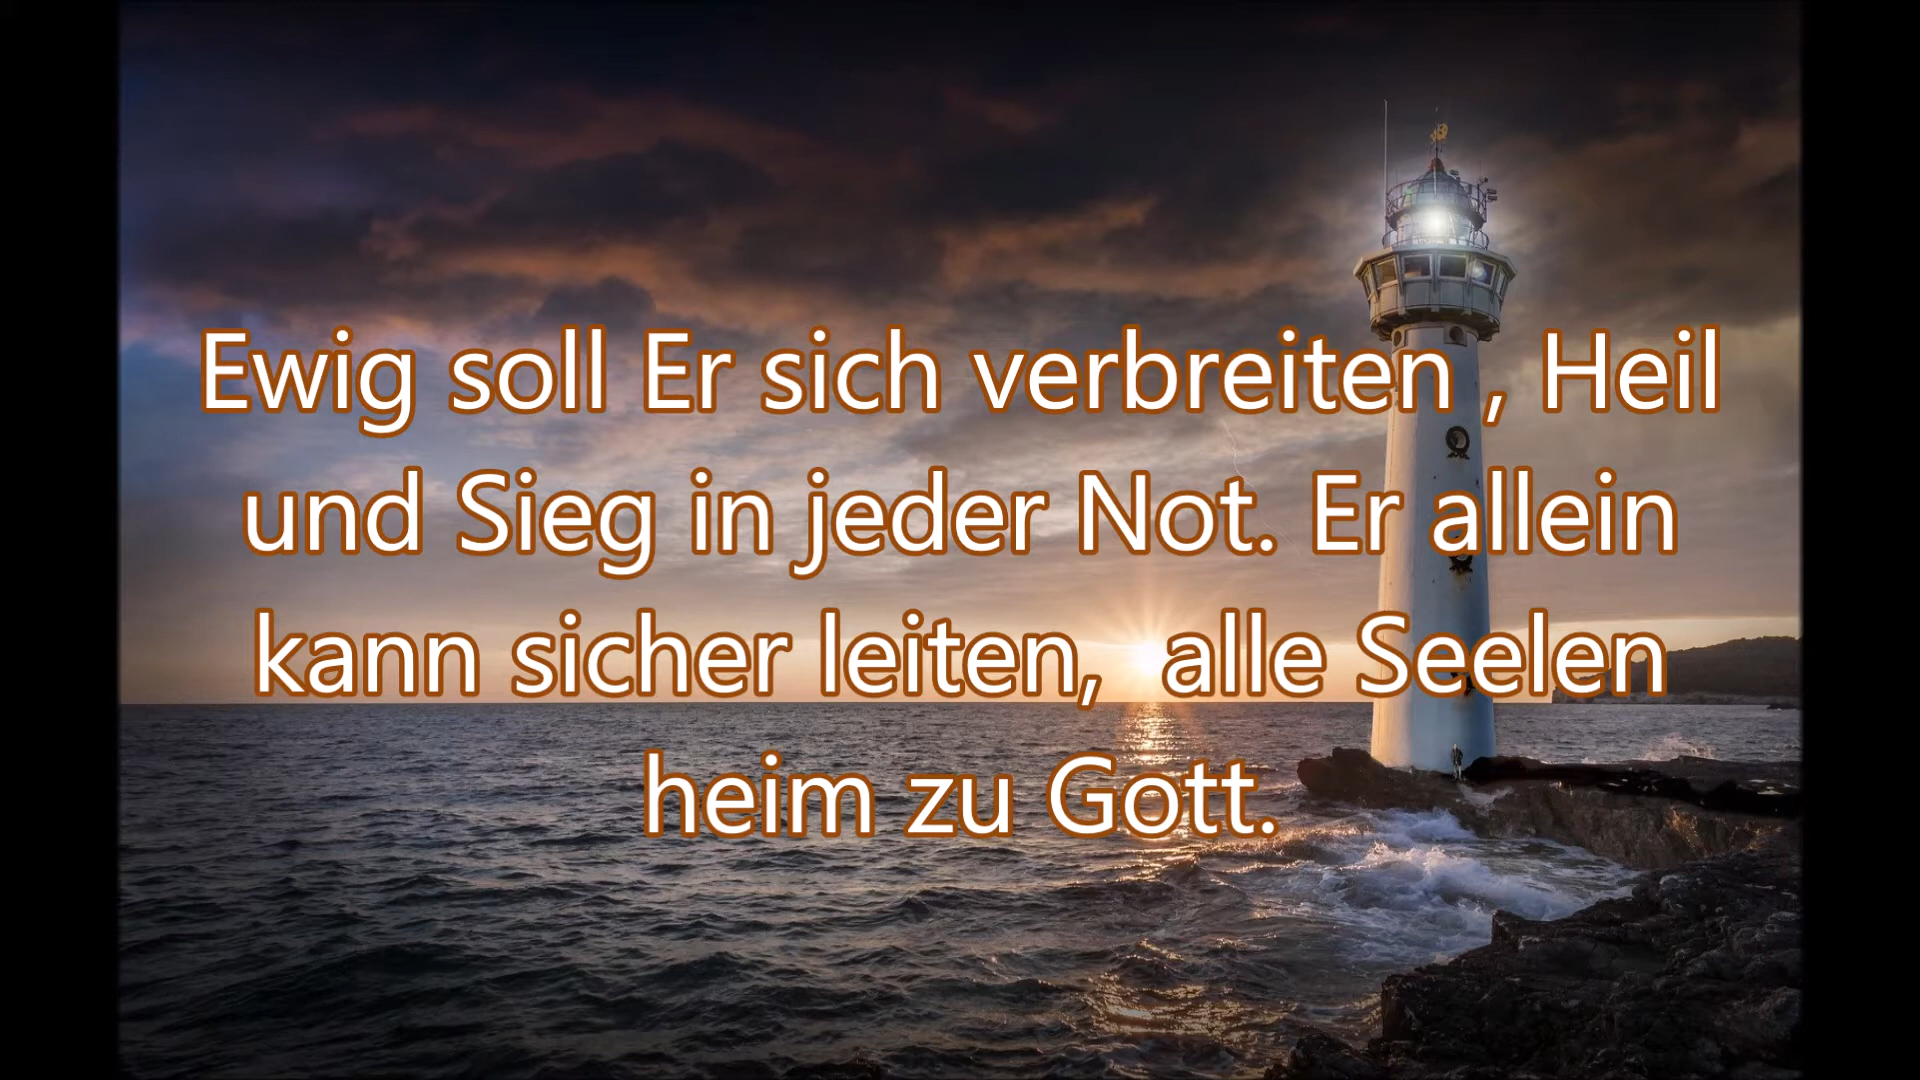 Ewig soll Er sich verbreiten , Heil
und Sieg in jeder Not. Er allein
kann sicher leiten,  alle Seelen
heim zu Gott.